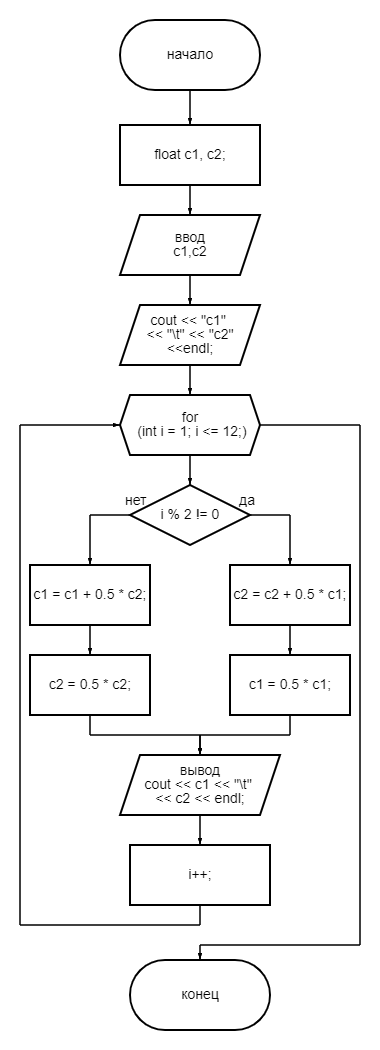 начало
float c1, c2;
ввод
c1,c2
cout << "c1"
<< "\t" << "c2"
<<endl;
for
(int i = 1; i <= 12;)
нет
да
i % 2 != 0
c1 = c1 + 0.5 * c2;
c2 = c2 + 0.5 * c1;
c2 = 0.5 * c2;
c1 = 0.5 * c1;
вывод
cout << c1 << "\t"
<< c2 << endl;
i++;
конец